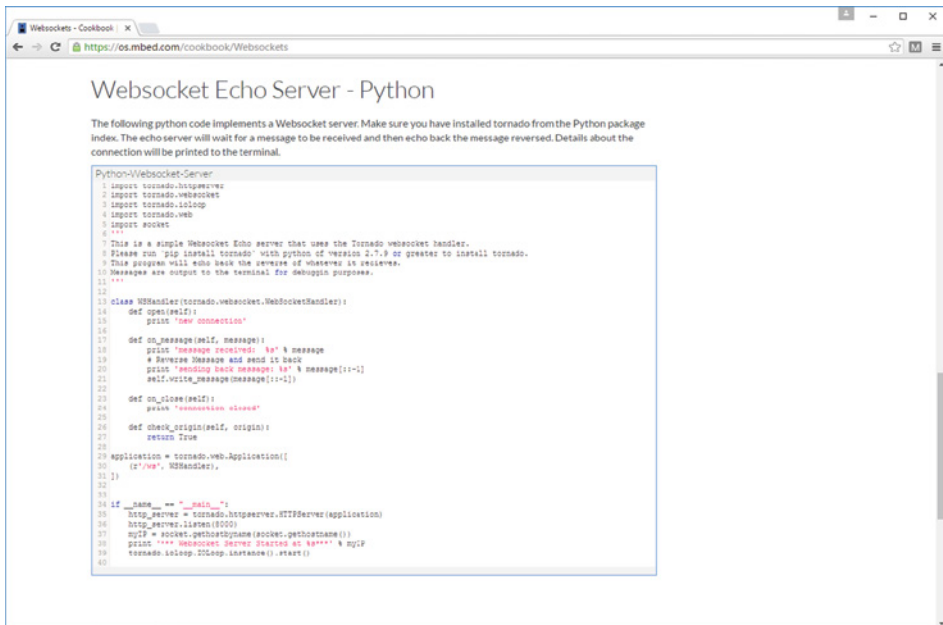 Websockets - Cookbook
https://os.mbed.com/cookbook/Websockets
Websocket Echo Server - Python
The following python code implements a Websocket server. Make sure you have installed tornado from the Python package
index. The echo server will wait for a message to be received and then echo back the message reversed. Details about the
connection will be printed to the terminal.
Python-Websocket-Server
1 import tornado.httpserver
2 import tornado.websocket
3 import tornado.ioloop
4 import tornado.web
5 import socket
6 '''
7 This is a simple Websocket Echo server that uses the Tornado websocket handler.
8 Please run `pip install tornado` with python of version 2.7.9 or greater to install tornado.
9 This program will echo back the reverse of whatever it recieves.
10 Messages are output to the terminal for debuggin purposes.
11 '''
12
13 class WSHandler(tornado.websocket.WebSocketHandler):
14 def open(self):
15 print 'new connection'
16
17 def on_message(self, message):
18 print 'message received: %s' % message
19 # Reverse Message and send it back
20 print 'sending back message: %s' % message[::-1]
21 self.write_message(message[::-1])
22
23 def on_close(self):
24 print 'connection closed'
25
26 def check_origin(self, origin):
27 return True
28
29 application = tornado.web.Application([
30 (r'/ws', WSHandler),
31 ])
32
33
34 if __name__ == "__main__":
35 http_server = tornado.httpserver.HTTPServer(application)
36 http_server.listen(8000)
37 myIP = socket.gethostbyname(socket.gethostname())
38 print '*** Websocket Server Started at %s***' % myIP
39 tornado.ioloop.IOLoop.instance().start()
40